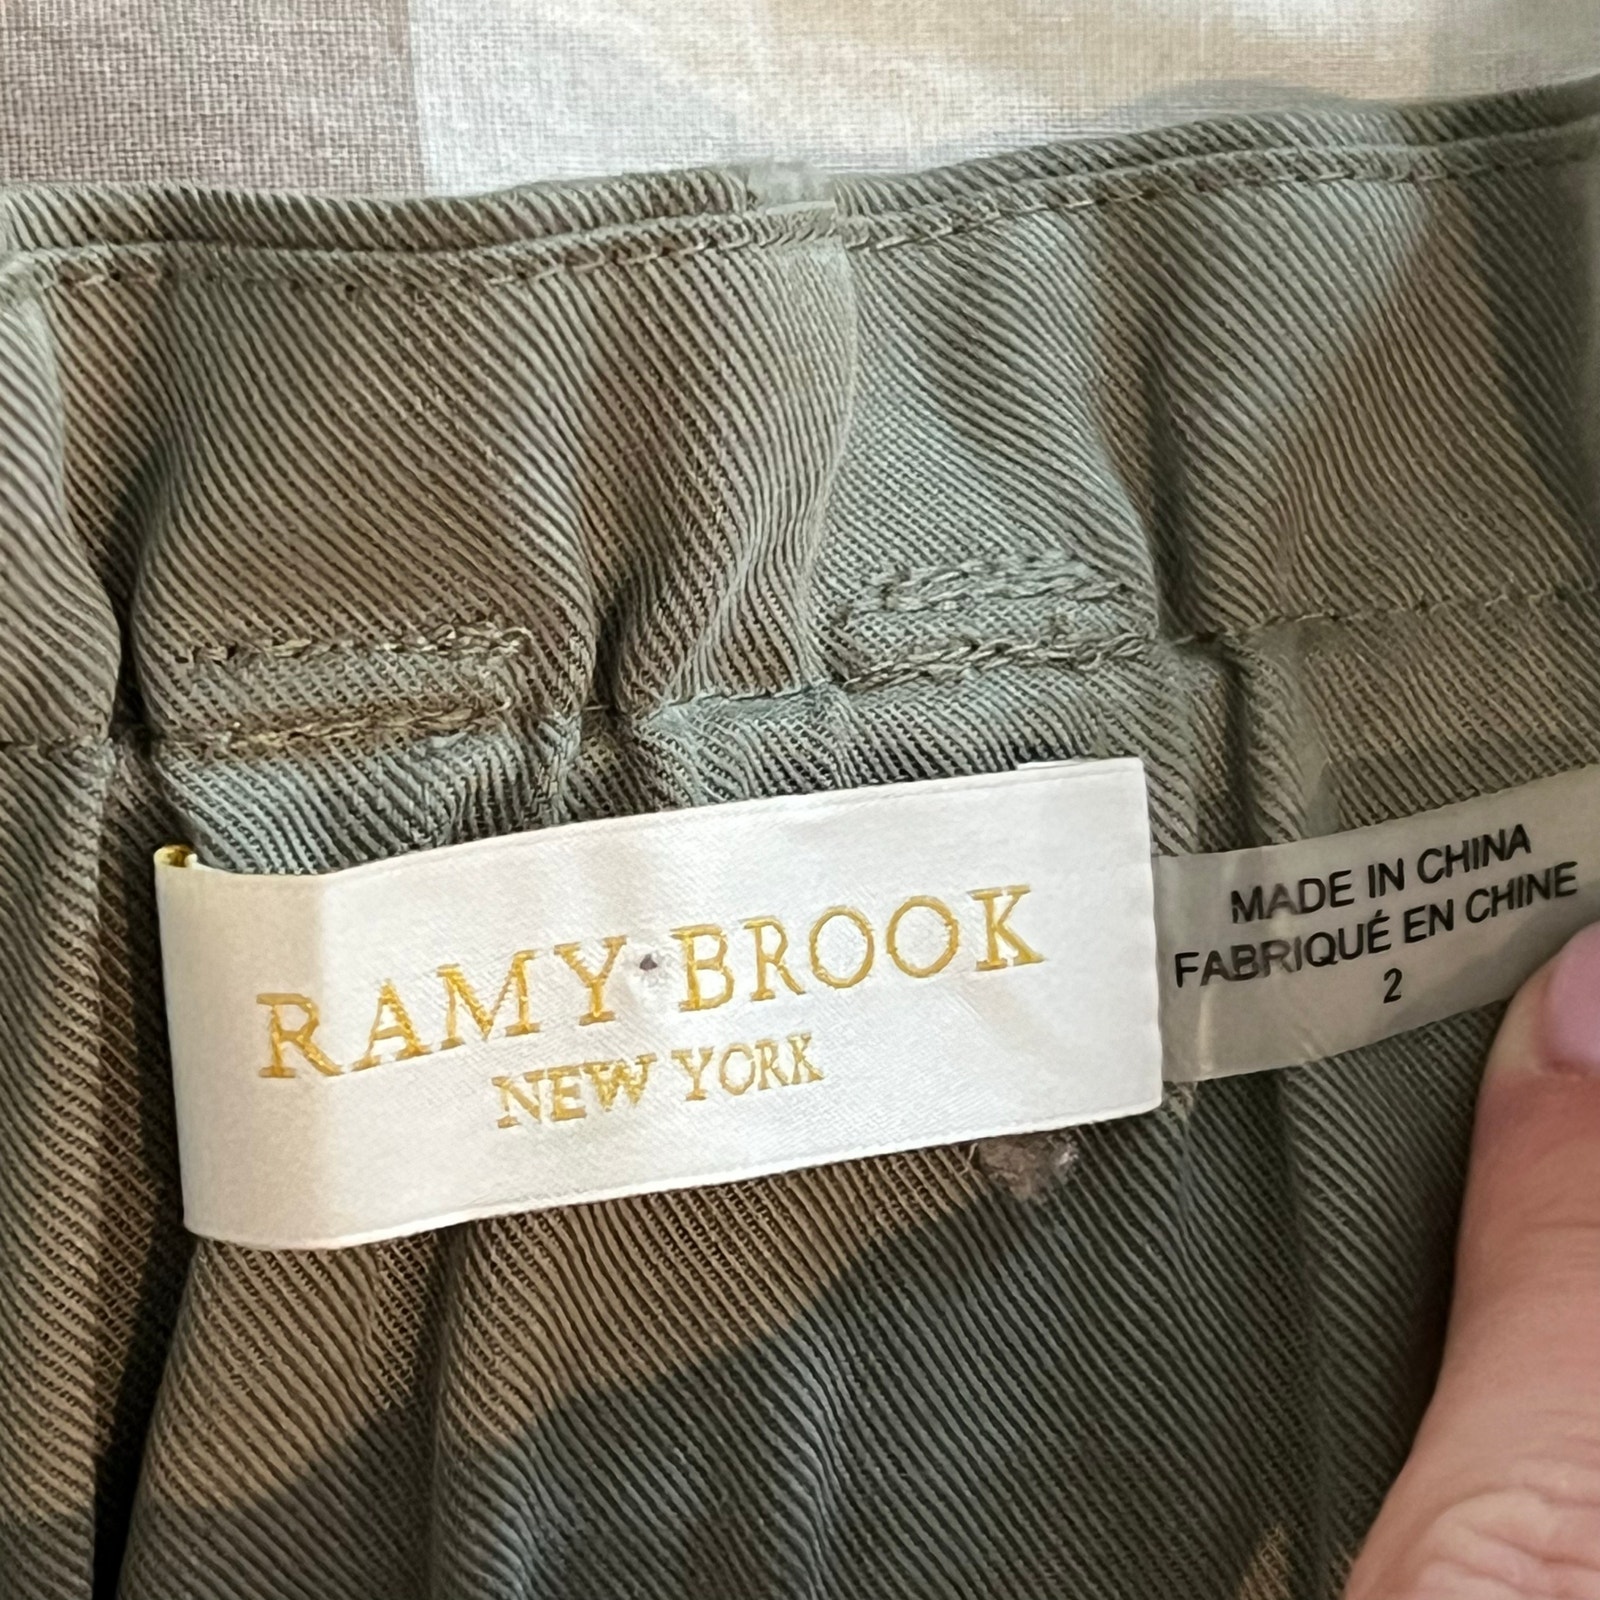 RAMY BROOK
NEW YORK
MADE IN CHINA
FABRIQUÉ EN CHINE
2